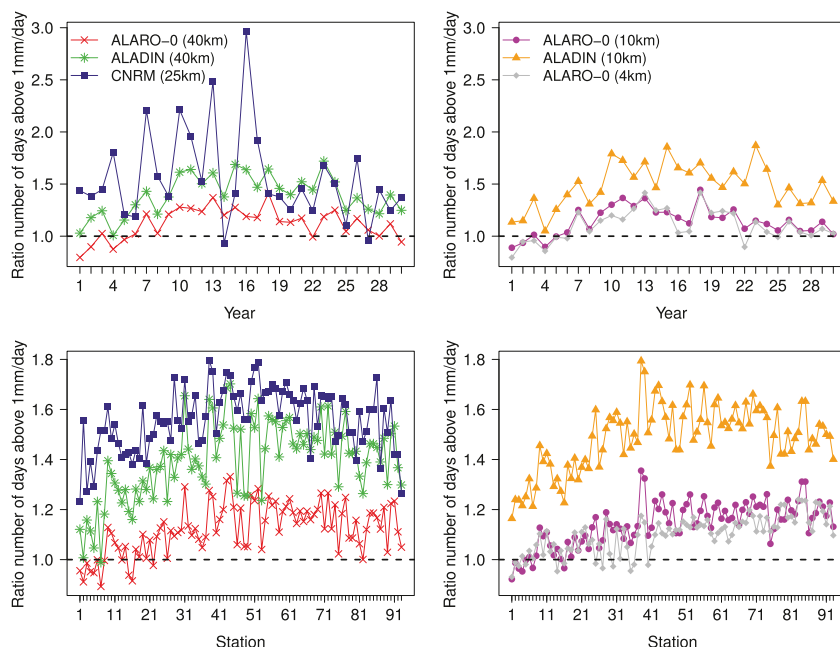 Ratio number of days above 1mm/day
3.0
2.5
2.0
1.5
1.0
ALARO−0 (40km)
ALADIN (40km)
CNRM (25km)
1 4 7 10 13 16 19 22 25 28
Year
Ratio number of days above 1mm/day
3.0
2.5
2.0
1.5
1.0
ALARO−0 (10km)
ALADIN (10km)
ALARO−0 (4km)
1 4 7 10 13 16 19 22 25 28
Year
Ratio number of days above 1mm/day
1.8
1.6
1.4
1.2
1.0
1 11 21 31 41 51 61 71 81 91
Station
Ratio number of days above 1mm/day
1.8
1.6
1.4
1.2
1.0
1 11 21 31 41 51 61 71 81 91
Station